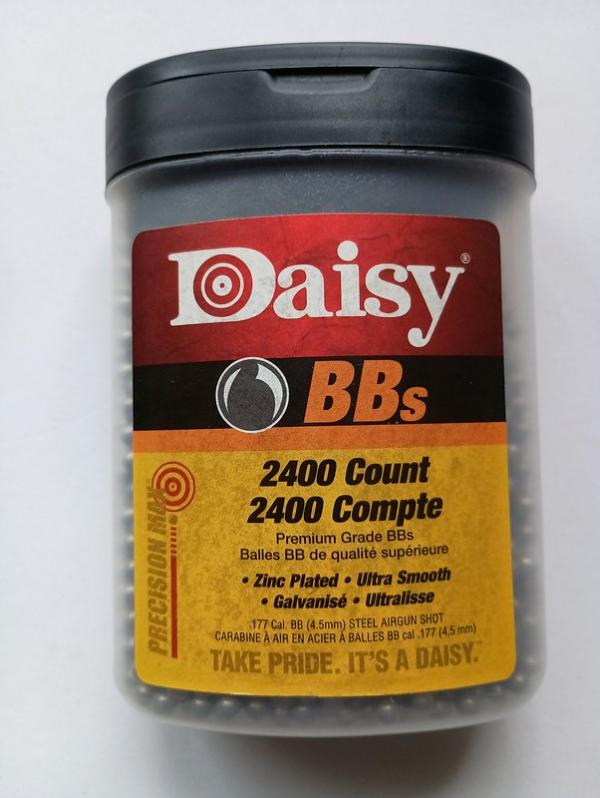 Daisy®
BBs
2400 Count
2400 Compte
Premium Grade BBs
Balles BB de qualité supérieure
• Zinc Plated • Ultra Smooth
• Galvanisé • Ultralisse
.177 Cal. BB (4.5mm) STEEL AIRGUN SHOT
CARABINE À AIR EN ACIER À BALLES BB cal .177 (4,5 mm)
TAKE PRIDE. IT'S A DAISY.
PRECISION MAX